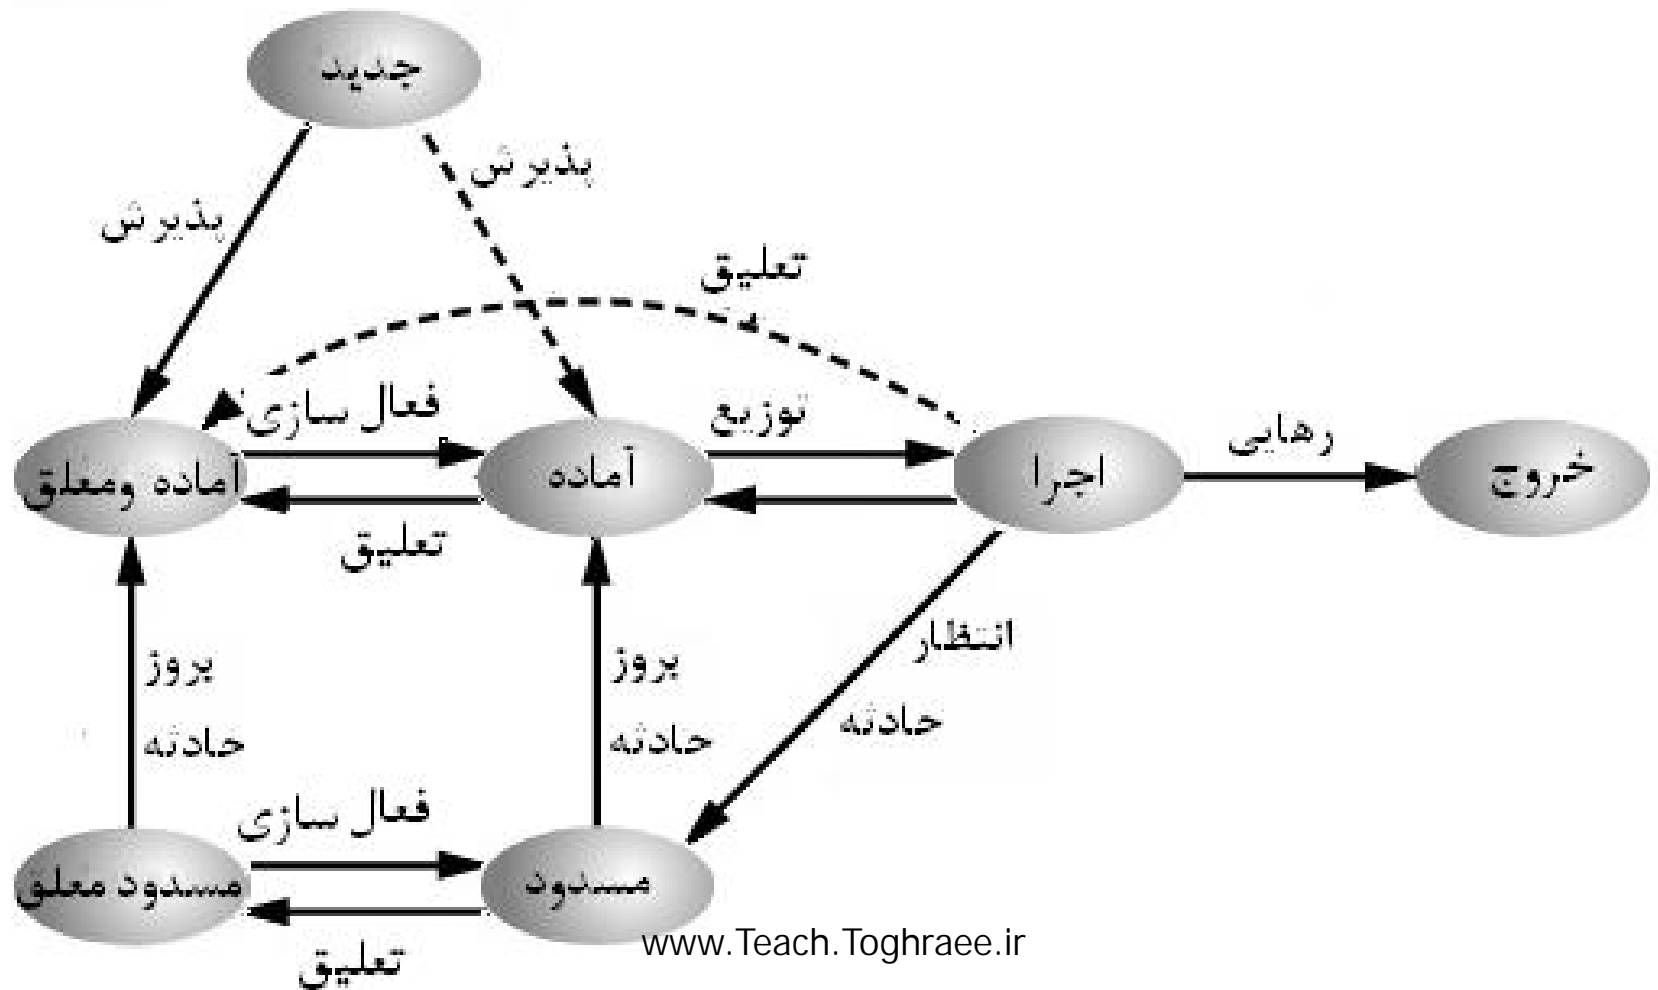 جدید
پذیرش
پذیرش
تعلیق
فعال سازی
توزیع
رهایی
آماده ومعلق
آماده
اجرا
خروج
تعلیق
انتظار
حادثه
بروز
حادثه
بروز
حادثه
فعال سازی
مسدود
مسدود معلق
تعلیق
www.Teach.Toghraee.ir